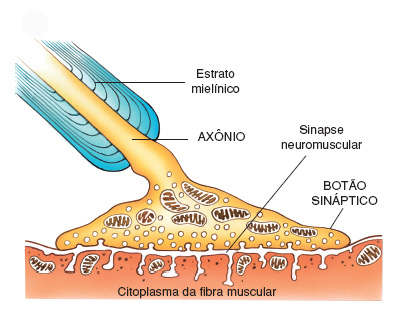 Estrato
mielínico
AXÔNIO
Sinapse
neuromuscular
BOTÃO
SINÁPTICO
Citoplasma da fibra muscular